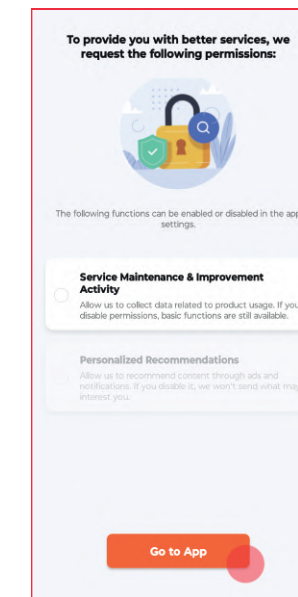 To provide you with better services, we
request the following permissions:
The following functions can be enabled or disabled in the app
settings.
Service Maintenance & Improvement
Activity
Allow us to collect data related to product usage. If you
disable permissions, basic functions are still available.
Personalized Recommendations
Allow us to recommend content through ads and
notifications. If you disable it, we won't send what may
interest you.
Go to App